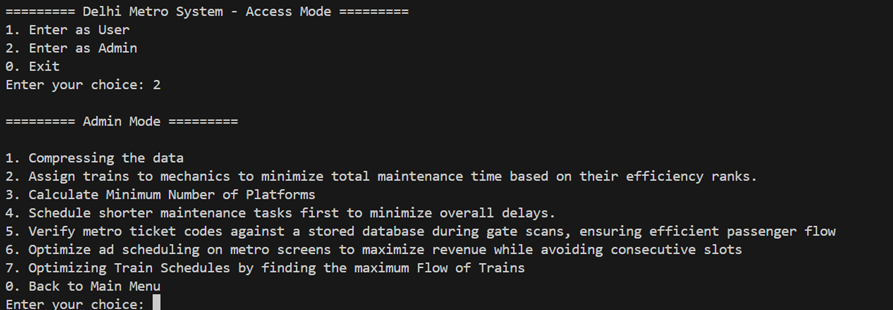 ========= Delhi Metro System - Access Mode =========
1. Enter as User
2. Enter as Admin
0. Exit
Enter your choice: 2
========= Admin Mode =========
1. Compressing the data
2. Assign trains to mechanics to minimize total maintenance time based on their efficiency ranks.
3. Calculate Minimum Number of Platforms
4. Schedule shorter maintenance tasks first to minimize overall delays.
5. Verify metro ticket codes against a stored database during gate scans, ensuring efficient passenger flow
6. Optimize ad scheduling on metro screens to maximize revenue while avoiding consecutive slots
7. Optimizing Train Schedules by finding the maximum Flow of Trains
0. Back to Main Menu
Enter your choice: